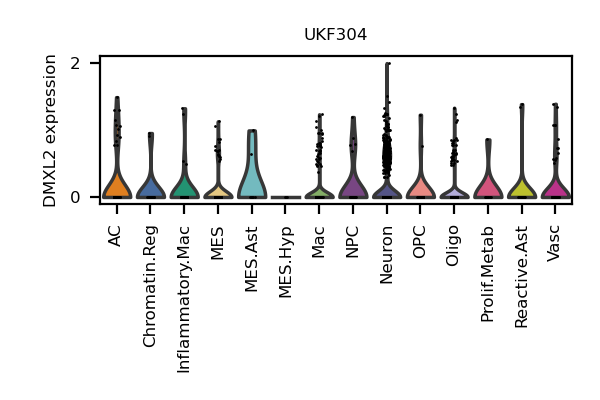 UKF304
DMXL2 expression
2
0
AC
Chromatin.Reg
Inflammatory.Mac
MES
MES.Ast
MES.Hyp
Mac
NPC
Neuron
OPC
Oligo
Prolif.Metab
Reactive.Ast
Vasc